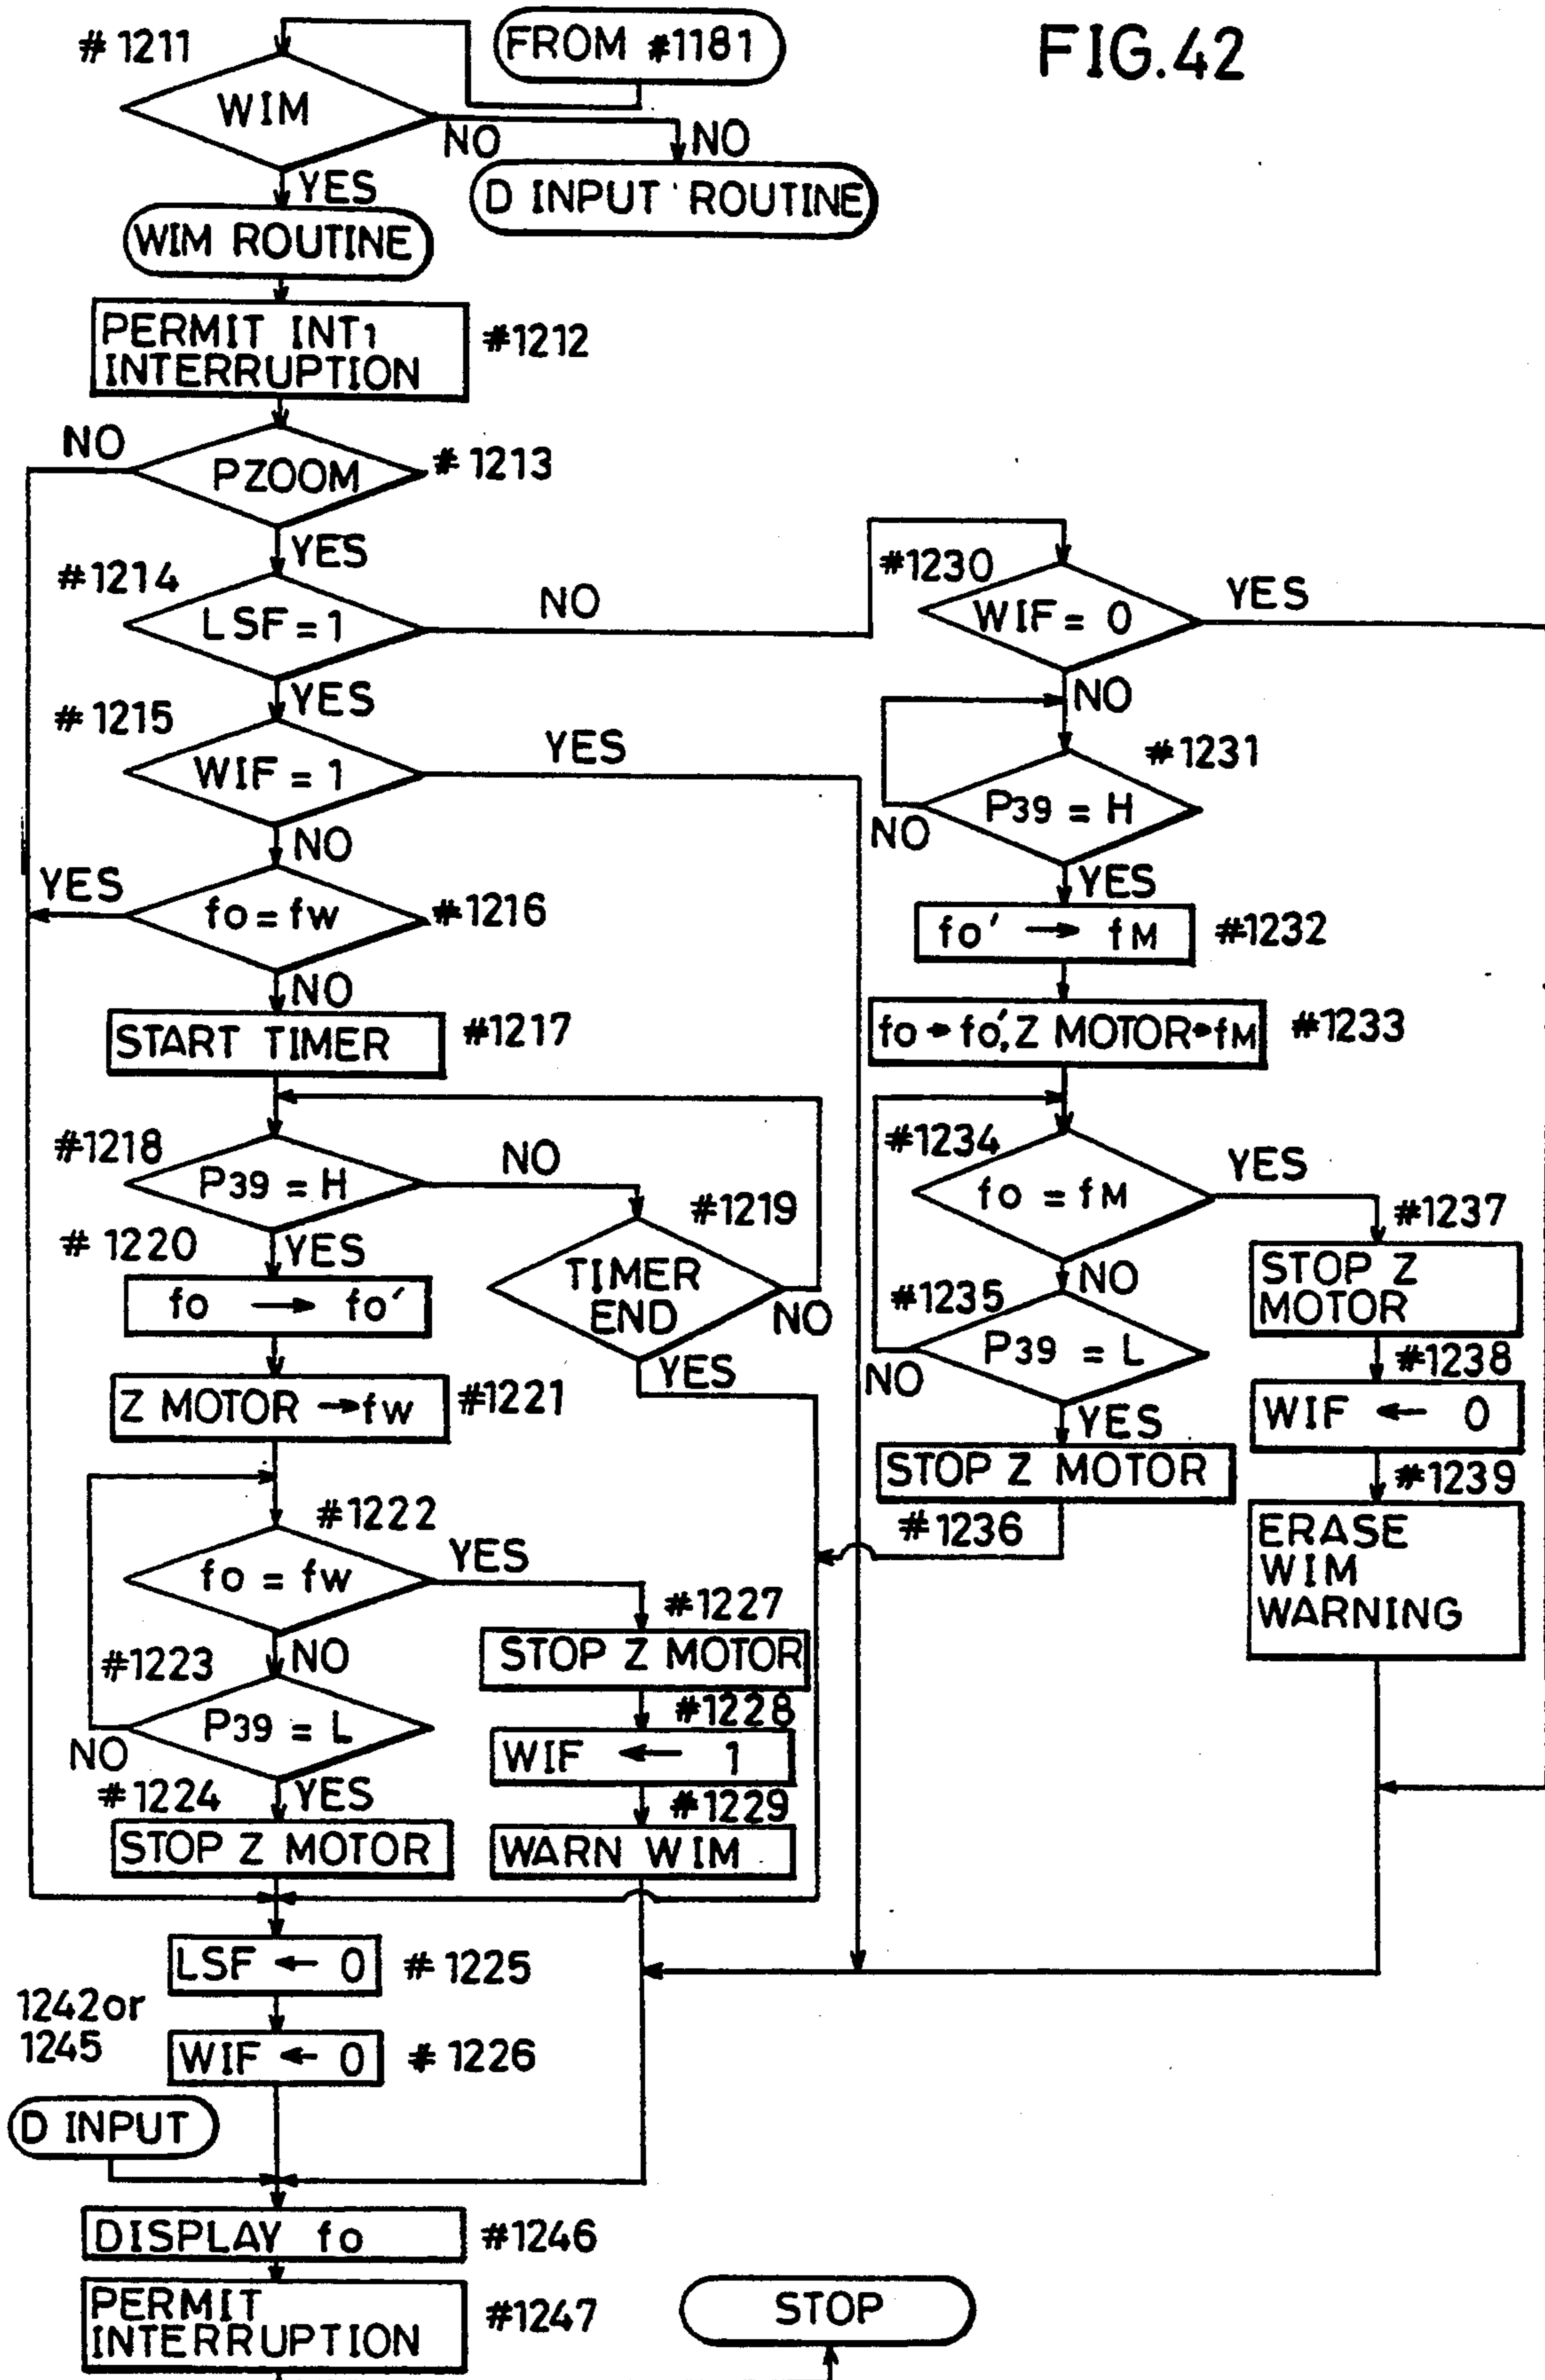 FIG.42
#1211
FROM #1181
WIM
NO
NO
YES
D INPUT ROUTINE
WIM ROUTINE
PERMIT INT1
INTERRUPTION
#1212
NO
PZOOM
#1213
YES
#1214
LSF = 1
NO
#1230
WIF = 0
YES
YES
NO
#1215
WIF = 1
YES
#1231
P39 = H
NO
NO
YES
YES
fo = fw
#1216
fo' → fM
#1232
NO
START TIMER
#1217
fo → fo', Z MOTOR → fM
#1233
#1218
P39 = H
NO
#1219
#1234
fo = fM
YES
#1237
#1220
YES
TIMER
END
NO
NO
STOP Z
MOTOR
fo → fo'
#1235
P39 = L
YES
NO
#1238
Z MOTOR → fw
#1221
YES
WIF ← 0
STOP Z MOTOR
#1239
#1222
#1236
ERASE
WIM
WARNING
fo = fw
YES
#1227
NO
STOP Z MOTOR
#1223
#1228
P39 = L
WIF ← 1
NO
#1224
YES
#1229
STOP Z MOTOR
WARN WIM
LSF ← 0
#1225
1242 or
1245
WIF ← 0
#1226
D INPUT
DISPLAY fo
#1246
PERMIT
INTERRUPTION
#1247
STOP